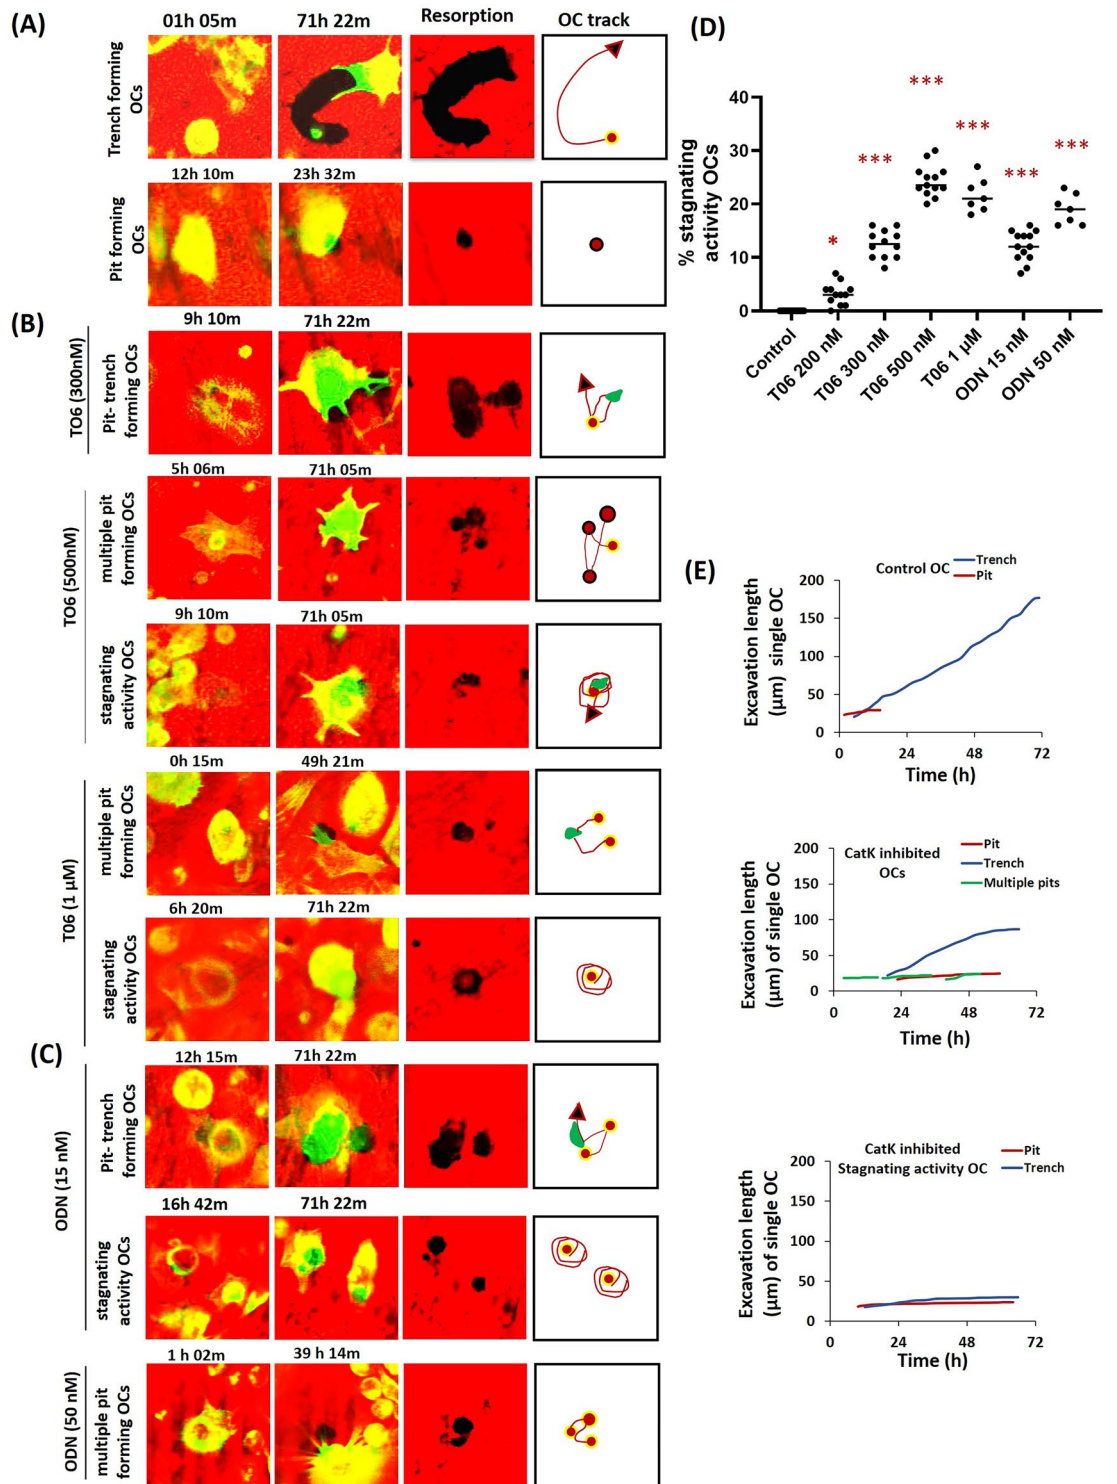 (A)
01h 05m
71h 22m
Resorption
OC track
Trench forming
OCs
12h 10m
23h 32m
Pit forming
OCs
(B)
9h 10m
71h 22m
TO6 (300nM)
Pit- trench
forming OCs
5h 06m
71h 05m
TO6 (500nM)
multiple pit
forming OCs
9h 10m
71h 05m
stagnating
activity OCs
0h 15m
49h 21m
T06 (1 µM)
multiple pit
forming OCs
6h 20m
71h 22m
stagnating
activity OCs
(C)
12h 15m
71h 22m
ODN (15 nM)
Pit- trench
forming OCs
16h 42m
71h 22m
stagnating
activity OCs
1h 02m
39h 14m
ODN (50 nM)
multiple pit
forming OCs
(D)
% stagnating
activity OCs
40
30
20
10
0
*
***
***
***
***
***
Control
T06 200 nM
T06 300 nM
T06 500 nM
T06 1 µM
ODN 15 nM
ODN 50 nM
(E)
Control OC
Trench
Pit
Excavation length
(µm) single OC
200
150
100
50
0
0 24 48 72
Time (h)
CatK inhibited
OCs
Pit
Trench
Multiple pits
Excavation length
(µm) of single OC
200
150
100
50
0
0 24 48 72
Time (h)
CatK inhibited
Stagnating activity OC
Pit
Trench
Excavation length
(µm) of single OC
200
150
100
50
0
0 24 48 72
Time (h)